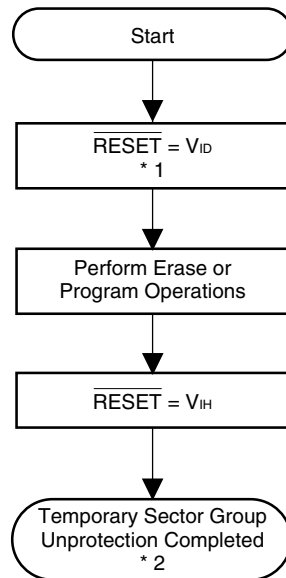 Start
RESET = VID
* 1
Perform Erase or
Program Operations
RESET = VIH
Temporary Sector Group
Unprotection Completed
* 2